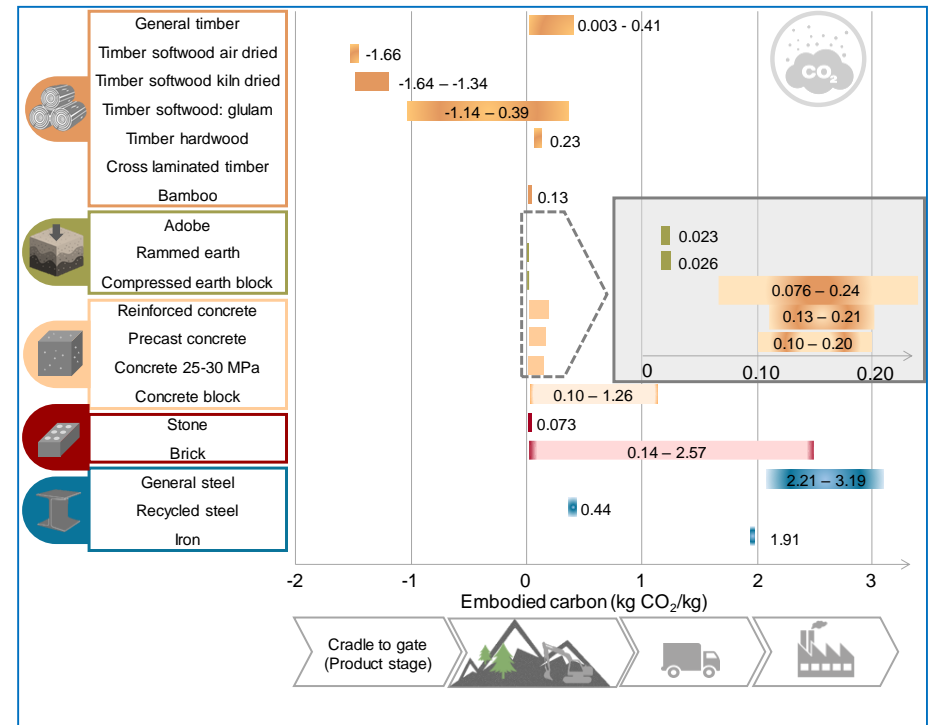 General timber
0.003 - 0.41
CO2
Timber softwood air dried
-1.66
Timber softwood kiln dried
-1.64 – -1.34
Timber softwood: glulam
-1.14 – 0.39
Timber hardwood
0.23
Cross laminated timber
Bamboo
0.13
Adobe
0.023
Rammed earth
0.026
Compressed earth block
0.076 – 0.24
Reinforced concrete
0.13 - 0.21
Precast concrete
0.10 – 0.20
Concrete 25-30 MPa
0 0.10 0.20
Concrete block
0.10 – 1.26
Stone
0.073
Brick
0.14 – 2.57
General steel
2.21 – 3.19
Recycled steel
0.44
Iron
1.91
-2 -1 0 1 2 3
Embodied carbon (kg CO₂/kg)
Cradle to gate
(Product stage)